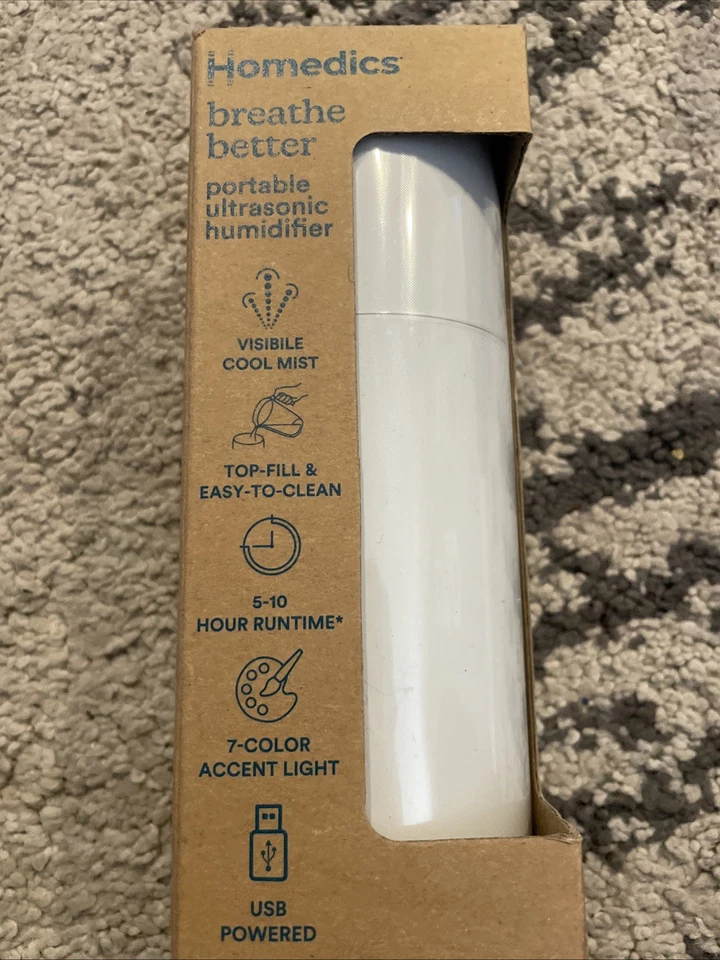 Homedics
breathe
better
portable
ultrasonic
humidifier
VISIBILE
COOL MIST
TOP-FILL &
EASY-TO-CLEAN
5-10
HOUR RUNTIME*
7-COLOR
ACCENT LIGHT
USB
POWERED